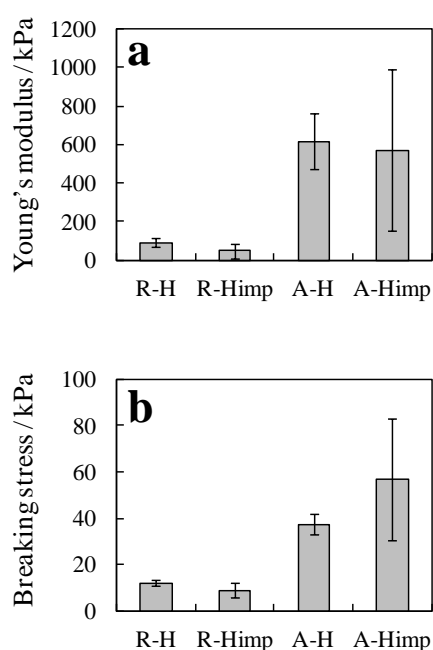 a
Young's modulus / kPa
1200
1000
800
600
400
200
0
R-H R-Himp A-H A-Himp
b
Breaking stress / kPa
100
80
60
40
20
0
R-H R-Himp A-H A-Himp